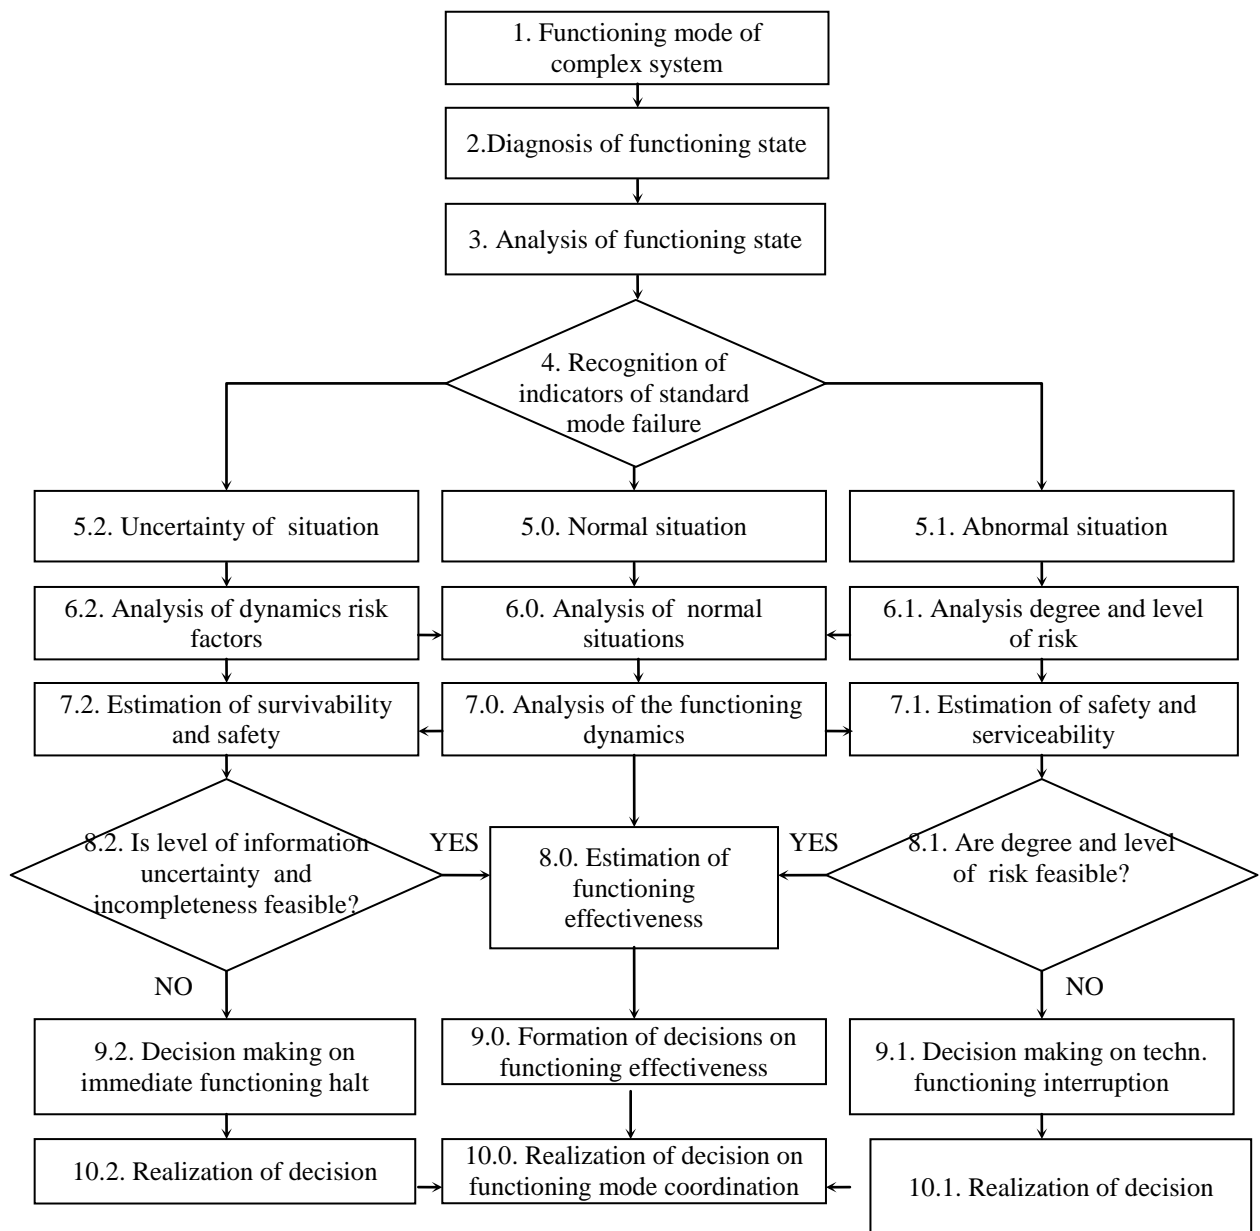 1. Functioning mode of
complex system
2.Diagnosis of functioning state
3. Analysis of functioning state
4. Recognition of
indicators of standard
mode failure
5.2. Uncertainty of situation
5.0. Normal situation
5.1. Abnormal situation
6.2. Analysis of dynamics risk
factors
6.0. Analysis of normal
situations
6.1. Analysis degree and level
of risk
7.2. Estimation of survivability
and safety
7.0. Analysis of the functioning
dynamics
7.1. Estimation of safety and
serviceability
8.2. Is level of information
uncertainty and
incompleteness feasible?
YES
8.0. Estimation of
functioning
effectiveness
YES
8.1. Are degree and level
of risk feasible?
NO
NO
9.2. Decision making on
immediate functioning halt
9.0. Formation of decisions on
functioning effectiveness
9.1. Decision making on techn.
functioning interruption
10.2. Realization of decision
10.0. Realization of decision on
functioning mode coordination
10.1. Realization of decision